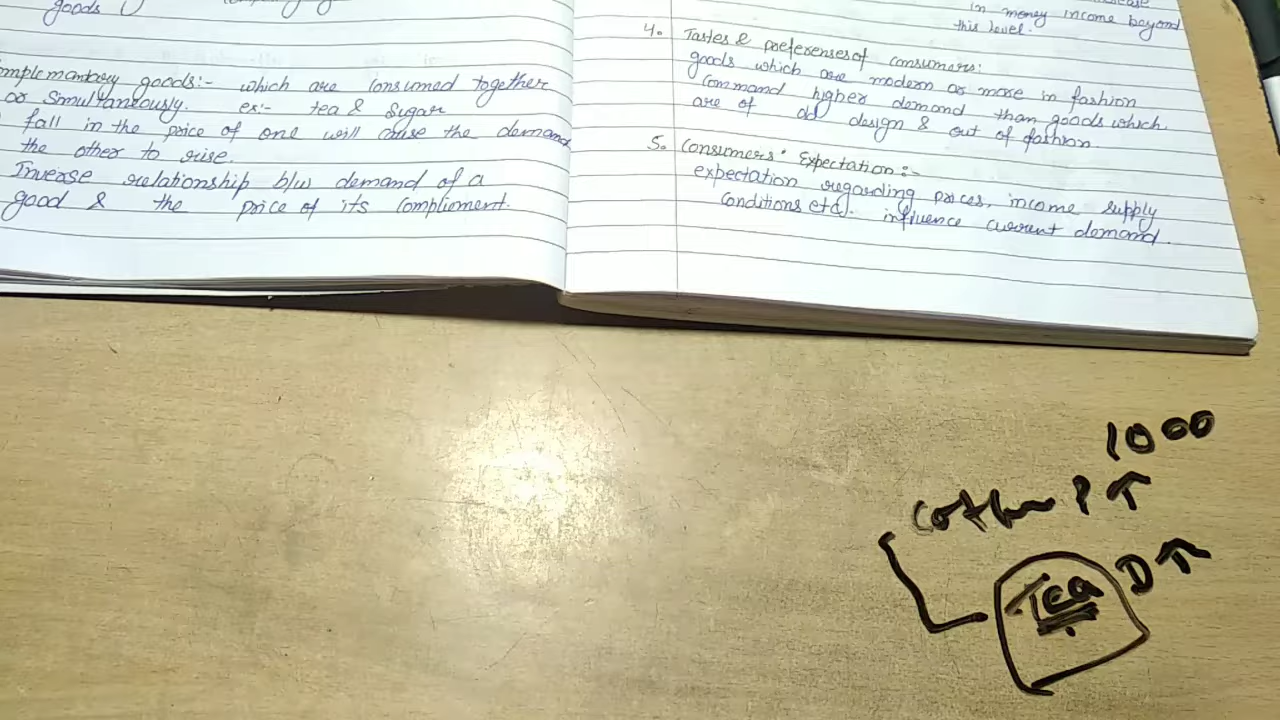 goods
omplementary goods:- which are consumed together
or simultaneously. ex:- tea & Sugar
fall in the price of one will cause the demand
the other to rise.
Inverse relationship b/w demand of a
good & the price of its compliement.
in money income beyond
this level.
4. Tastes & preferenses of consumers:
goods which are modern or more in fashion
Command higher demand than goods which
are of old design & out of fashion.
5. Consumers' Expectation:-
expectation regarding prices, income supply
conditions etc). influence current demand.
1000
P ↑
Tea D ↑